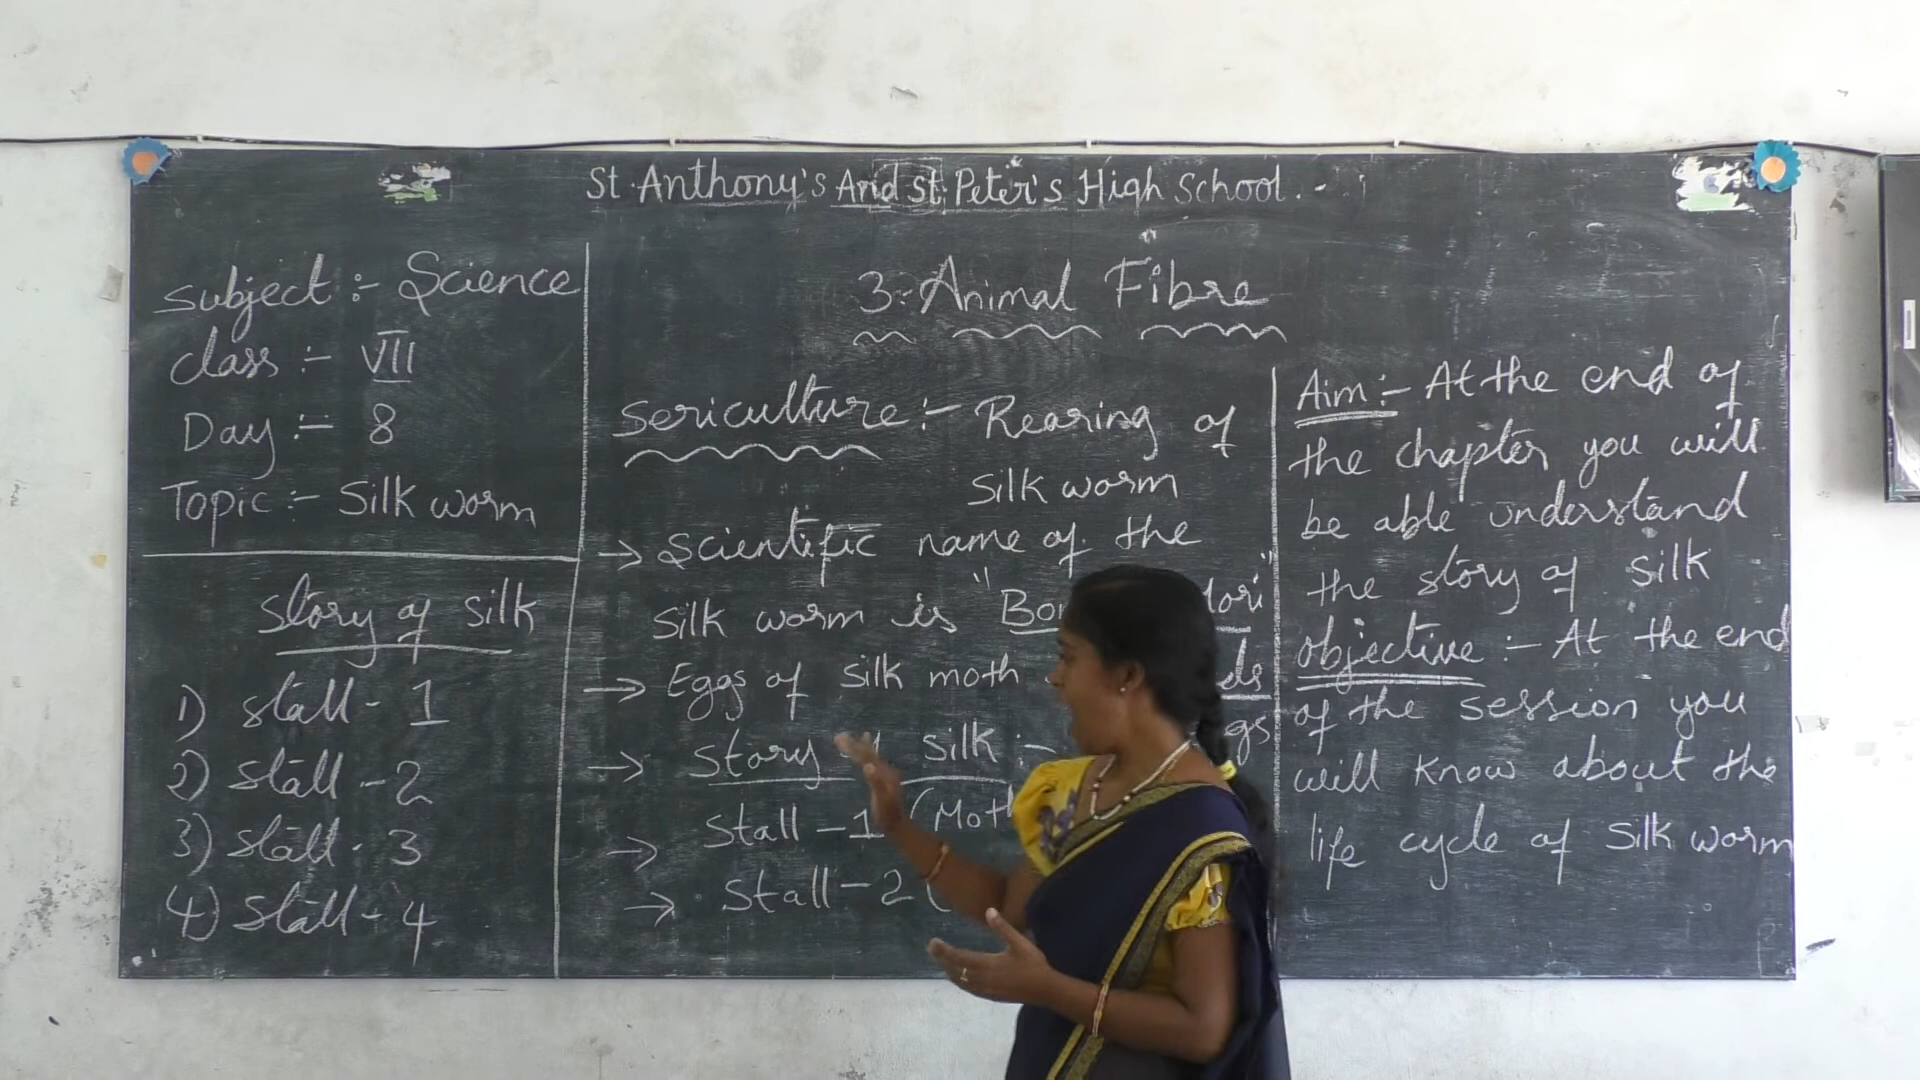 St. Anthony's And St. Peter's High School.
Subject :- Science
Class :- VII
Day :- 8
Topic :- Silk worm
Story of silk
1) Stall - 1
2) Stall - 2
3) Stall - 3
4) Stall - 4
3. Animal Fibre
Sericulture :- Rearing of
Silk worm
→ Scientific name of the
Silk worm is "Bo ori"
→ Eggs of silk moth ds
gs
→ Story silk :-
→ Stall - 1 (Moth
→ Stall - 2 (
Aim :- At the end of
the chapter you will
be able understand
the story of silk
objective :- At the end
of the session you
will know about the
life cycle of silk worm